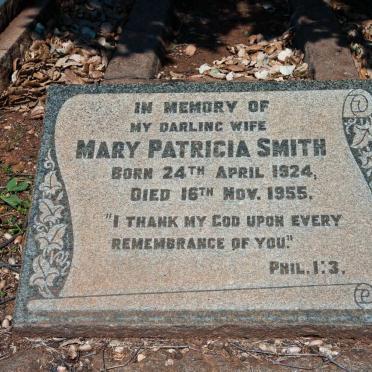 IN MEMORY OF
MY DARLING WIFE
MARY PATRICIA SMITH
BORN 24TH APRIL 1924,
DIED 16TH NOV. 1955.
"I THANK MY GOD UPON EVERY
REMEMBRANCE OF YOU."
PHIL. 1:3.